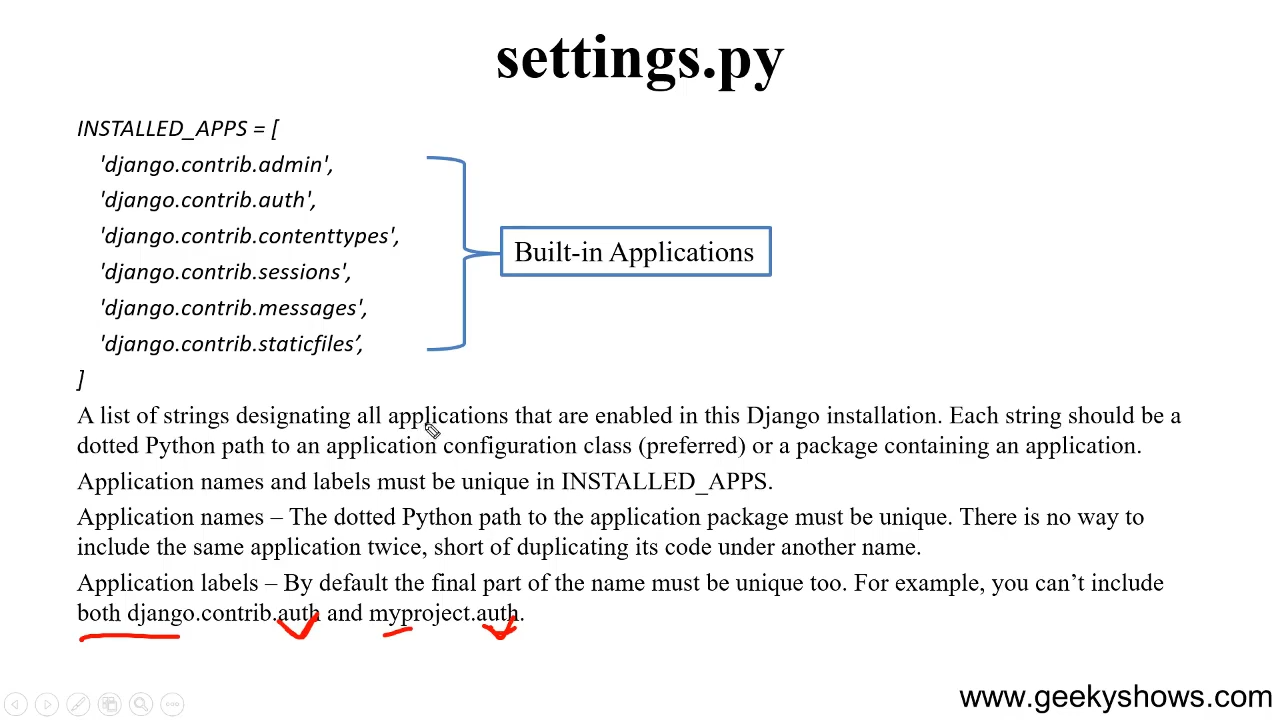 settings.py
INSTALLED_APPS = [
'django.contrib.admin',
'django.contrib.auth',
'django.contrib.contenttypes',
'django.contrib.sessions',
'django.contrib.messages',
'django.contrib.staticfiles’,
]
Built-in Applications
A list of strings designating all applications that are enabled in this Django installation. Each string should be a
dotted Python path to an application configuration class (preferred) or a package containing an application.
Application names and labels must be unique in INSTALLED_APPS.
Application names – The dotted Python path to the application package must be unique. There is no way to
include the same application twice, short of duplicating its code under another name.
Application labels – By default the final part of the name must be unique too. For example, you can’t include
both django.contrib.auth and myproject.auth.
www.geekyshows.com